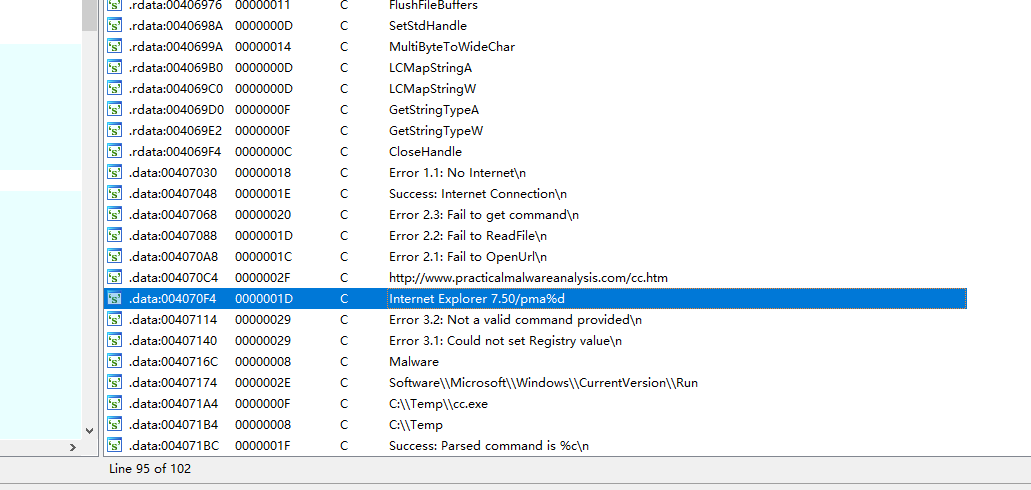 .rdata:00406976 00000011 C FlushFileBuffers
's' .rdata:0040698A 0000000D C SetStdHandle
's' .rdata:0040699A 00000014 C MultiByteToWideChar
's' .rdata:004069B0 0000000D C LCMapStringA
's' .rdata:004069C0 0000000D C LCMapStringW
's' .rdata:004069D0 0000000F C GetStringTypeA
's' .rdata:004069E2 0000000F C GetStringTypeW
's' .rdata:004069F4 0000000C C CloseHandle
's' .data:00407030 00000018 C Error 1.1: No Internet\n
's' .data:00407048 0000001E C Success: Internet Connection\n
's' .data:00407068 00000020 C Error 2.3: Fail to get command\n
's' .data:00407088 0000001D C Error 2.2: Fail to ReadFile\n
's' .data:004070A8 0000001C C Error 2.1: Fail to OpenUrl\n
's' .data:004070C4 0000002F C http://www.practicalmalwareanalysis.com/cc.htm
's' .data:004070F4 0000001D C Internet Explorer 7.50/pma%d
's' .data:00407114 00000029 C Error 3.2: Not a valid command provided\n
's' .data:00407140 00000029 C Error 3.1: Could not set Registry value\n
's' .data:0040716C 00000008 C Malware
's' .data:00407174 0000002E C Software\\Microsoft\\Windows\\CurrentVersion\\Run
's' .data:004071A4 0000000F C C:\\Temp\\cc.exe
's' .data:004071B4 00000008 C C:\\Temp
's' .data:004071BC 0000001F C Success: Parsed command is %c\n
Line 95 of 102